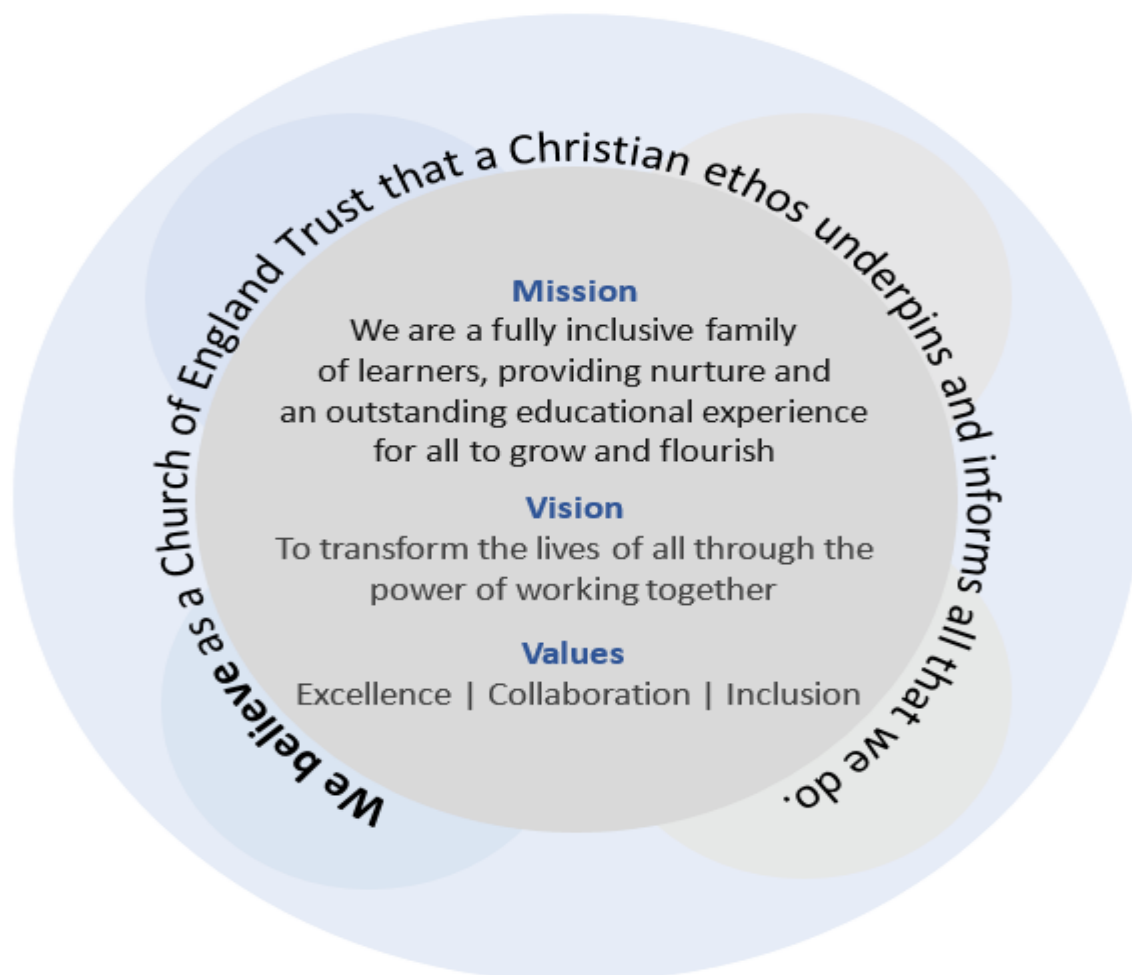 We believe as a Church of England Trust that a Christian ethos underpins and informs all that we do.
Mission
We are a fully inclusive family
of learners, providing nurture and
an outstanding educational experience
for all to grow and flourish
Vision
To transform the lives of all through the
power of working together
Values
Excellence | Collaboration | Inclusion